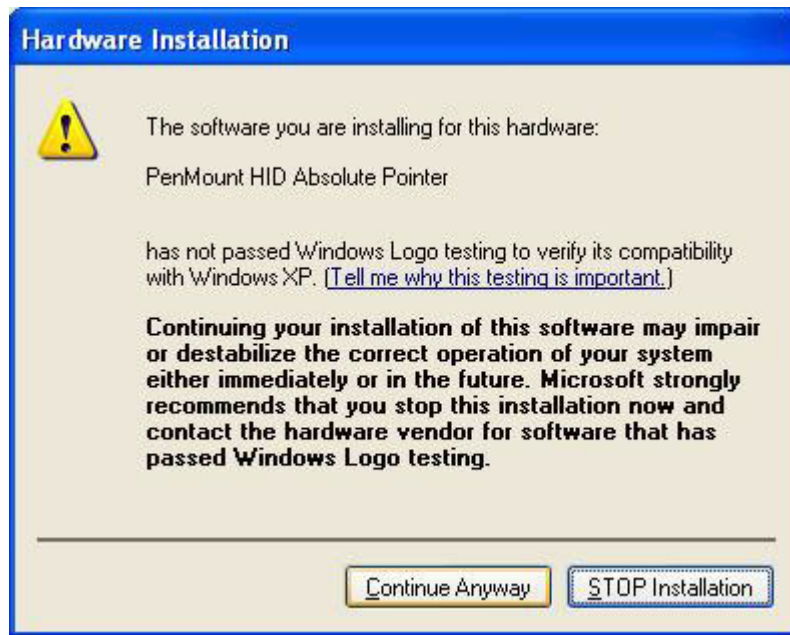 Hardware Installation
The software you are installing for this hardware:
PenMount HID Absolute Pointer
has not passed Windows Logo testing to verify its compatibility
with Windows XP. (Tell me why this testing is important.)
Continuing your installation of this software may impair
or destabilize the correct operation of your system
either immediately or in the future. Microsoft strongly
recommends that you stop this installation now and
contact the hardware vendor for software that has
passed Windows Logo testing.
Continue Anyway STOP Installation